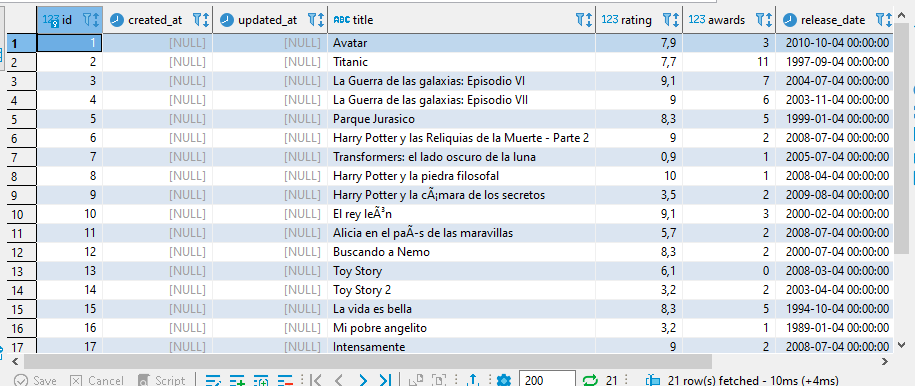 123 id created_at updated_at ABC title 123 rating 123 awards release_date
1 1 [NULL] [NULL] Avatar 7,9 3 2010-10-04 00:00:00
2 2 [NULL] [NULL] Titanic 7,7 11 1997-09-04 00:00:00
3 3 [NULL] [NULL] La Guerra de las galaxias: Episodio VI 9,1 7 2004-07-04 00:00:00
4 4 [NULL] [NULL] La Guerra de las galaxias: Episodio VII 9 6 2003-11-04 00:00:00
5 5 [NULL] [NULL] Parque Jurasico 8,3 5 1999-01-04 00:00:00
6 6 [NULL] [NULL] Harry Potter y las Reliquias de la Muerte - Parte 2 9 2 2008-07-04 00:00:00
7 7 [NULL] [NULL] Transformers: el lado oscuro de la luna 0,9 1 2005-07-04 00:00:00
8 8 [NULL] [NULL] Harry Potter y la piedra filosofal 10 1 2008-04-04 00:00:00
9 9 [NULL] [NULL] Harry Potter y la cÃ¡mara de los secretos 3,5 2 2009-08-04 00:00:00
10 10 [NULL] [NULL] El rey leÃ³n 9,1 3 2000-02-04 00:00:00
11 11 [NULL] [NULL] Alicia en el paÃ-s de las maravillas 5,7 2 2008-07-04 00:00:00
12 12 [NULL] [NULL] Buscando a Nemo 8,3 2 2000-07-04 00:00:00
13 13 [NULL] [NULL] Toy Story 6,1 0 2008-03-04 00:00:00
14 14 [NULL] [NULL] Toy Story 2 3,2 2 2003-04-04 00:00:00
15 15 [NULL] [NULL] La vida es bella 8,3 5 1994-10-04 00:00:00
16 16 [NULL] [NULL] Mi pobre angelito 3,2 1 1989-01-04 00:00:00
17 17 [NULL] [NULL] Intensamente 9 2 2008-07-04 00:00:00
Save Cancel Script 200 21 21 row(s) fetched - 10ms (+4ms)